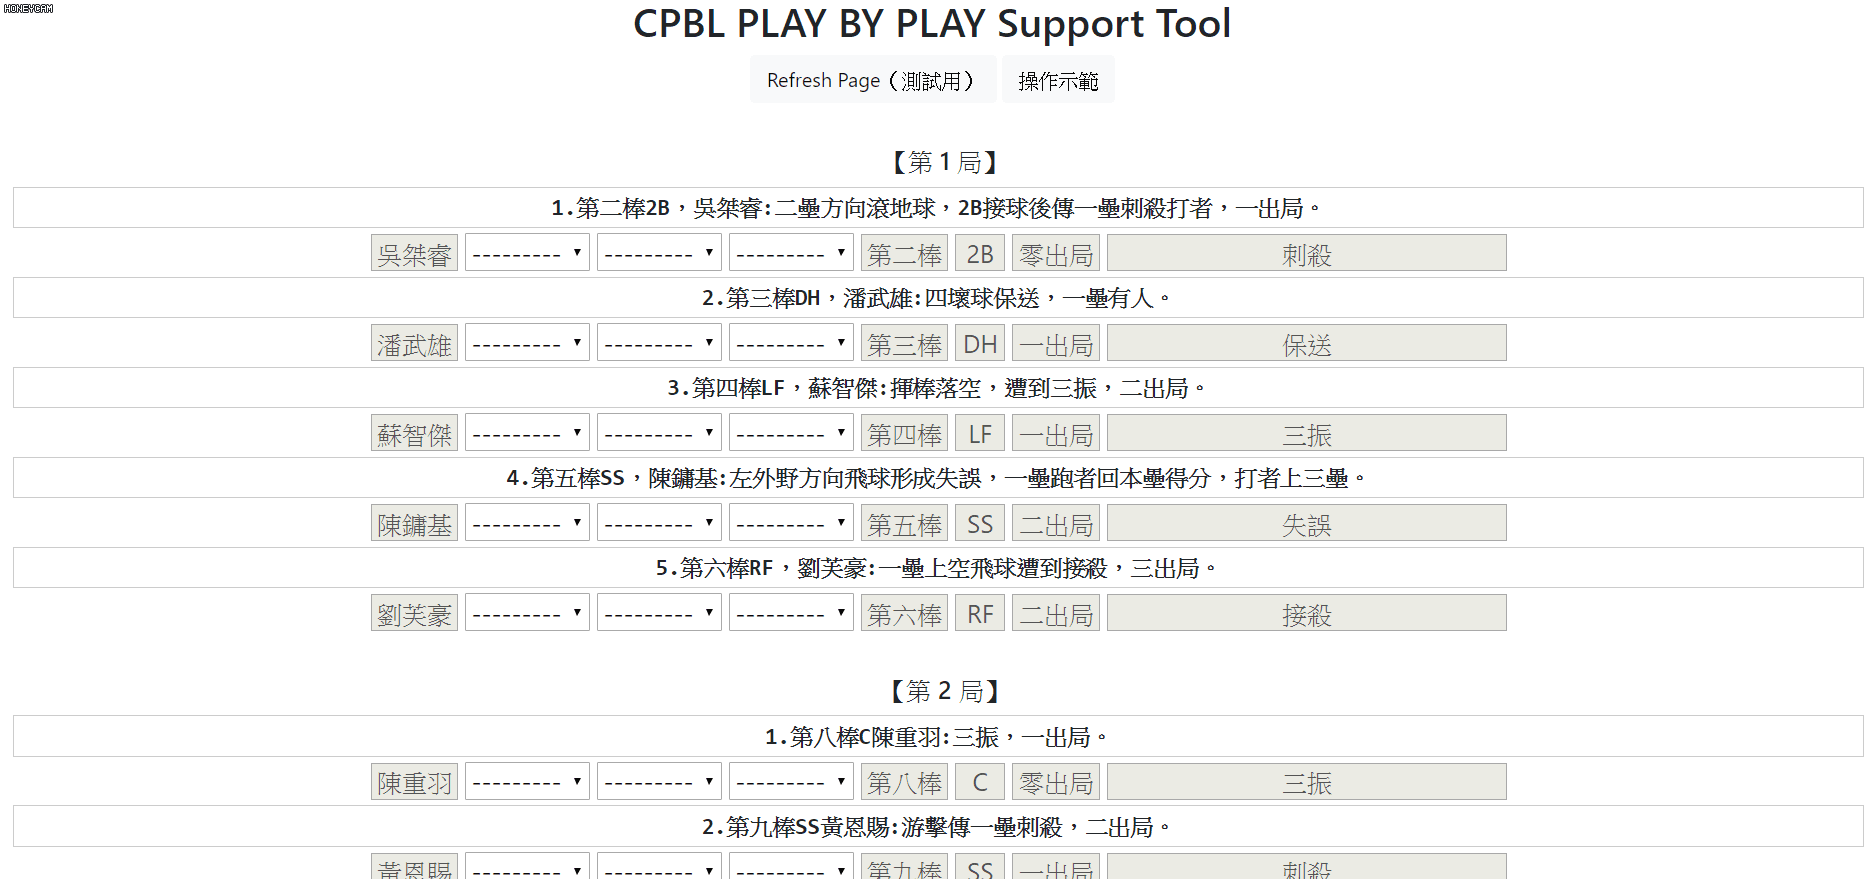 HONEYCAM
CPBL PLAY BY PLAY Support Tool
Refresh Page（測試用） 操作示範
【第 1 局】
1.第二棒2B，吳桀睿:二壘方向滾地球，2B接球後傳一壘刺殺打者，一出局。
吳桀睿 --------- --------- --------- 第二棒 2B 零出局 刺殺
2.第三棒DH，潘武雄:四壞球保送，一壘有人。
潘武雄 --------- --------- --------- 第三棒 DH 一出局 保送
3.第四棒LF，蘇智傑:揮棒落空，遭到三振，二出局。
蘇智傑 --------- --------- --------- 第四棒 LF 一出局 三振
4.第五棒SS，陳鏞基:左外野方向飛球形成失誤，一壘跑者回本壘得分，打者上三壘。
陳鏞基 --------- --------- --------- 第五棒 SS 二出局 失誤
5.第六棒RF，劉芙豪:一壘上空飛球遭到接殺，三出局。
劉芙豪 --------- --------- --------- 第六棒 RF 二出局 接殺
【第 2 局】
1.第八棒C陳重羽:三振，一出局。
陳重羽 --------- --------- --------- 第八棒 C 零出局 三振
2.第九棒SS黃恩賜:游擊傳一壘刺殺，二出局。
黃恩賜 --------- --------- --------- 第九棒 SS 一出局 刺殺